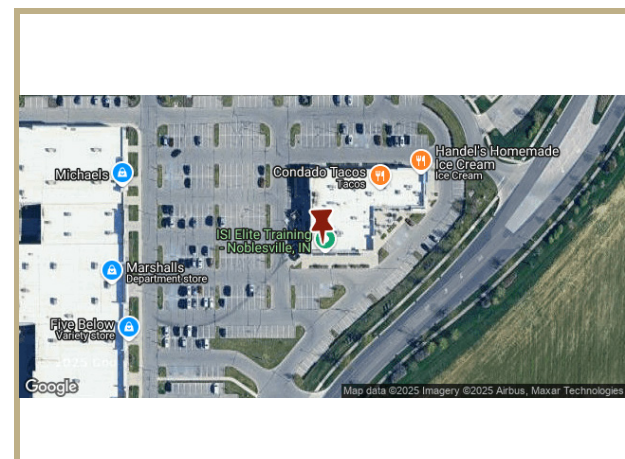 Handel's Homemade
Ice Cream
Ice Cream
Condado Tacos
Tacos
Michaels
ISI Elite Training
- Noblesville, IN
Marshalls
Department store
Five Below
Variety store
Google
Map data ©2025 Imagery ©2025 Airbus, Maxar Technologies